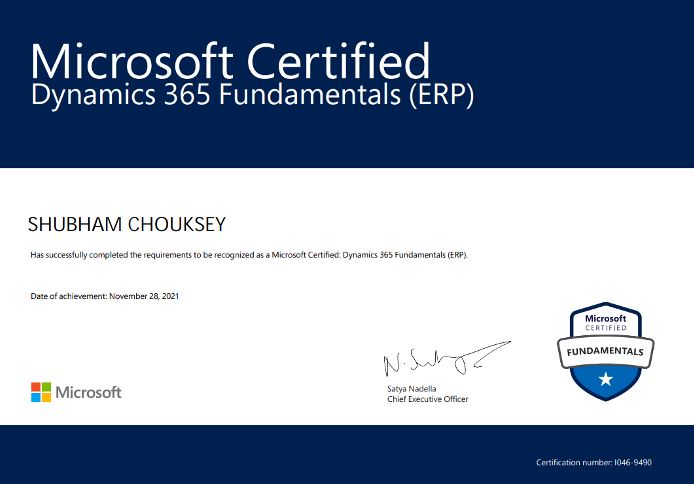 Microsoft Certified
Dynamics 365 Fundamentals (ERP)
SHUBHAM CHOUKSEY
Has successfully completed the requirements to be recognized as a Microsoft Certified: Dynamics 365 Fundamentals (ERP).
Date of achievement: November 28, 2021
Microsoft
CERTIFIED
FUNDAMENTALS
Satya Nadella
Chief Executive Officer
Microsoft
Certification number: I046-9490